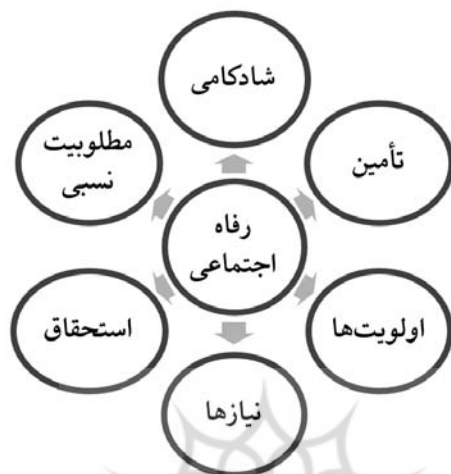 شادکامی
تأمین
مطلوبیت
نسبی
رفاه
اجتماعی
اولویت‌ها
استحقاق
نیازها